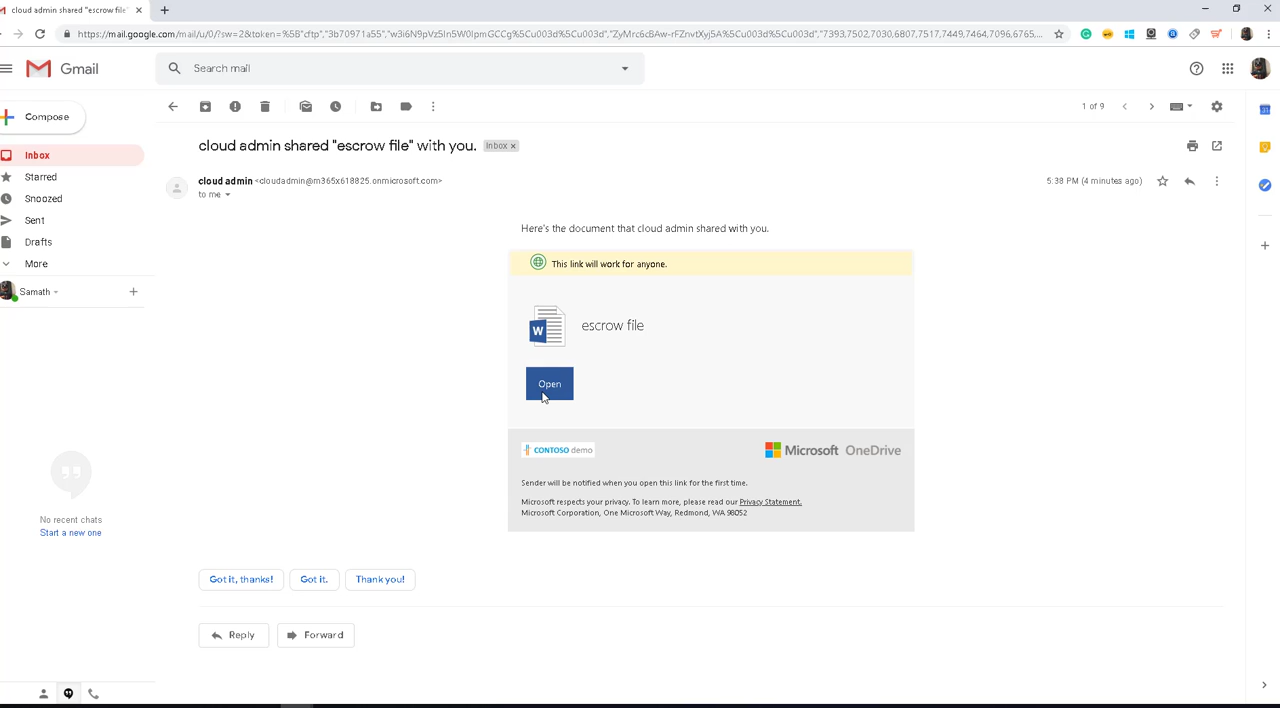 cloud admin shared "escrow file"
https://mail.google.com/mail/u/0/?sw=2&token=%5B"cftp","3b70971a55","w3i6N9pVz5In5W0IpmGCCg%5Cu003d%5Cu003d","ZyMrc6cBAw-rFZnvtXyj5A%5Cu003d%5Cu003d","7393,7502,7030,6807,7517,7449,7464,7096,6765,...
Gmail
Search mail
Compose
1 of 9
cloud admin shared "escrow file" with you.
Inbox x
Inbox
cloud admin <cloudadmin@m365x618825.onmicrosoft.com>
5:38 PM (4 minutes ago)
to me
Starred
Snoozed
Sent
Drafts
More
Samath
Here's the document that cloud admin shared with you.
This link will work for anyone.
W
escrow file
Open
CONTOSO demo
Microsoft OneDrive
Sender will be notified when you open this link for the first time.
Microsoft respects your privacy. To learn more, please read our Privacy Statement.
Microsoft Corporation, One Microsoft Way, Redmond, WA 98052
No recent chats
Start a new one
Got it, thanks!
Got it.
Thank you!
Reply
Forward